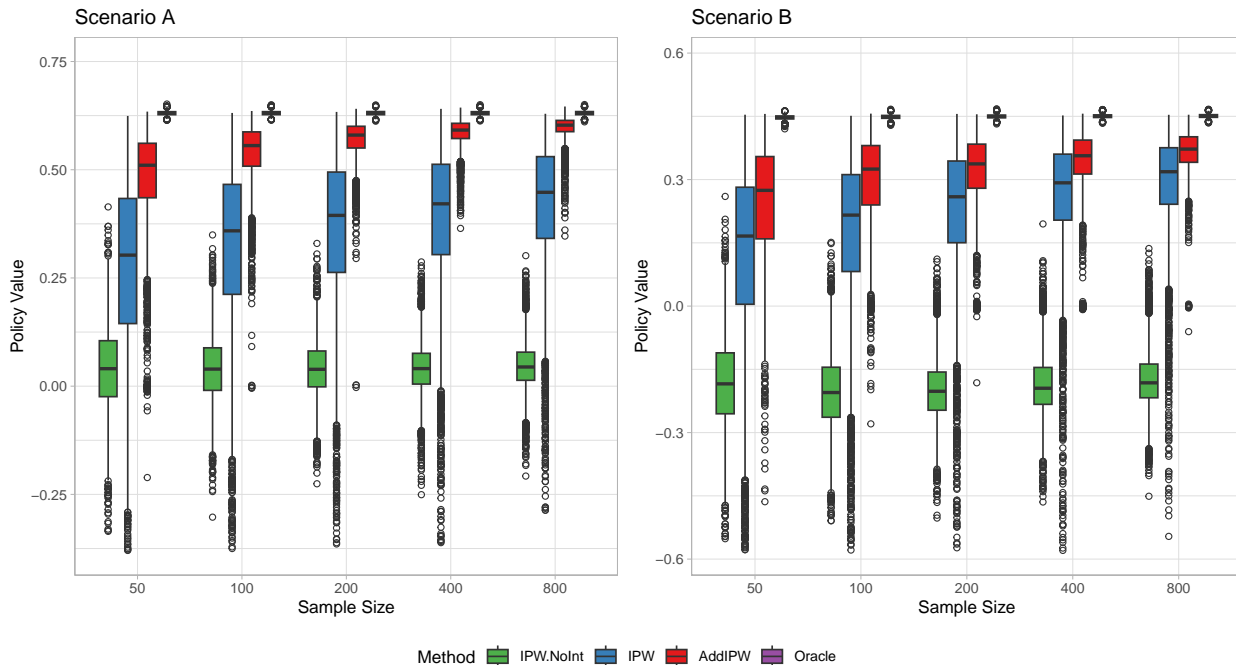 Scenario A
Scenario B
0.75
0.50
0.25
0.00
−0.25
Policy Value
50 100 200 400 800
Sample Size
0.6
0.3
0.0
−0.3
−0.6
Policy Value
50 100 200 400 800
Sample Size
Method IPW.NoInt IPW AddIPW Oracle